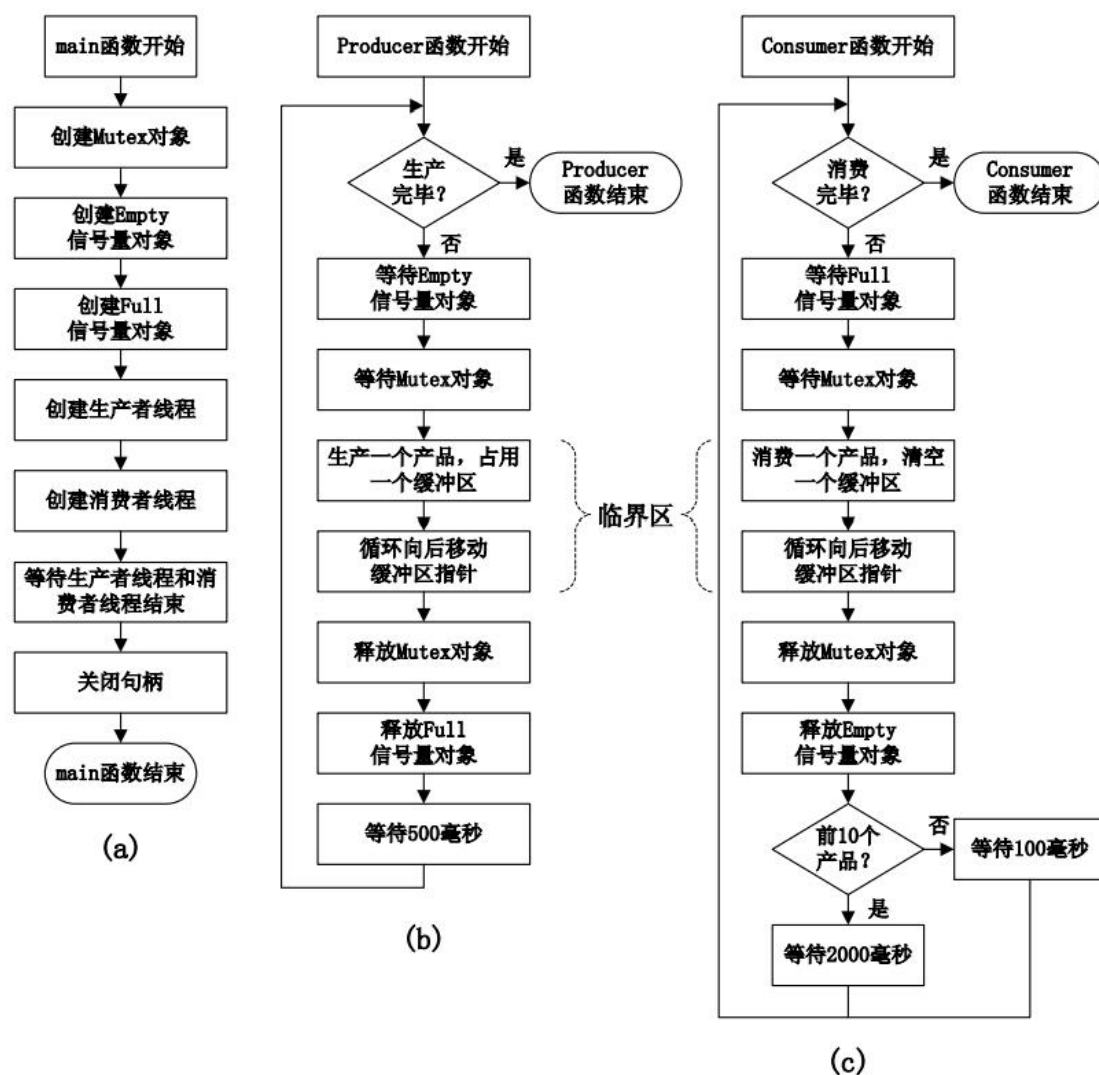 main函数开始
创建Mutex对象
创建Empty
信号量对象
创建Full
信号量对象
创建生产者线程
创建消费者线程
等待生产者线程和消
费者线程结束
关闭句柄
main函数结束
(a)
Producer函数开始
生产
完毕?
是
Producer
函数结束
否
等待Empty
信号量对象
等待Mutex对象
生产一个产品，占用
一个缓冲区
循环向后移动
缓冲区指针
临界区
释放Mutex对象
释放Full
信号量对象
等待500毫秒
(b)
Consumer函数开始
消费
完毕?
是
Consumer
函数结束
否
等待Full
信号量对象
等待Mutex对象
消费一个产品，清空
一个缓冲区
循环向后移动
缓冲区指针
释放Mutex对象
释放Empty
信号量对象
前10个
产品?
否
等待100毫秒
是
等待2000毫秒
(c)